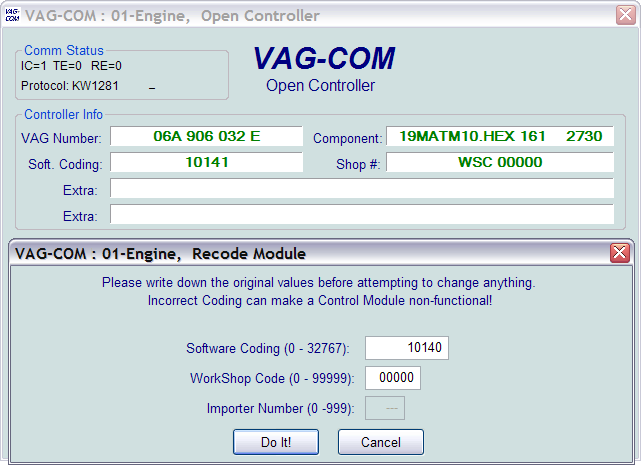 VAG-COM VAG-COM : 01-Engine,  Open Controller
Comm Status
IC=1  TE=0   RE=0
Protocol: KW1281     _
VAG-COM
Open Controller
Controller Info
VAG Number: 06A 906 032 E Component: 19MATM10.HEX 161     2730
Soft. Coding: 10141 Shop #: WSC 00000
Extra:
Extra:
VAG-COM : 01-Engine,  Recode Module
Please write down the original values before attempting to change anything.
Incorrect Coding can make a Control Module non-functional!
Software Coding (0 - 32767): 10140
WorkShop Code (0 - 99999): 00000
Importer Number (0 -999): ---
Do It! Cancel